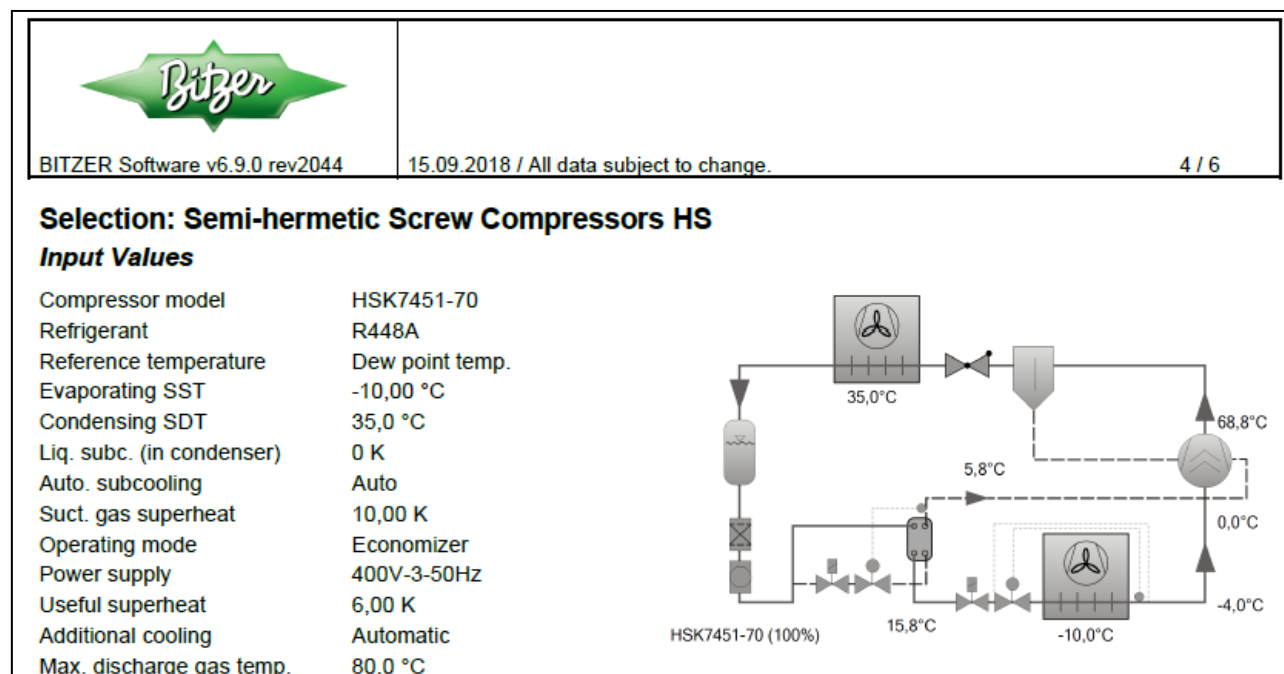 Bitzer
BITZER Software v6.9.0 rev2044
15.09.2018 / All data subject to change.
4 / 6
Selection: Semi-hermetic Screw Compressors HS
Input Values
Compressor model HSK7451-70
Refrigerant R448A
Reference temperature Dew point temp.
Evaporating SST -10,00 °C
Condensing SDT 35,0 °C
Liq. subc. (in condenser) 0 K
Auto. subcooling Auto
Suct. gas superheat 10,00 K
Operating mode Economizer
Power supply 400V-3-50Hz
Useful superheat 6,00 K
Additional cooling Automatic
Max. discharge gas temp. 80,0 °C
35,0°C
68,8°C
5,8°C
0,0°C
-4,0°C
15,8°C
-10,0°C
HSK7451-70 (100%)